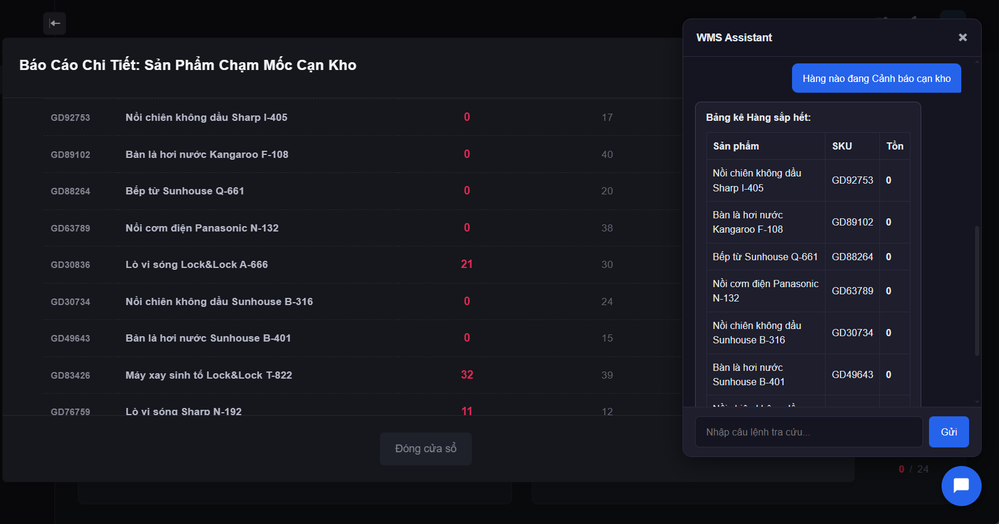 Báo Cáo Chi Tiết: Sản Phẩm Chạm Mốc Cạn Kho
GD92753 Nồi chiên không dầu Sharp I-405 0 17
GD89102 Bàn là hơi nước Kangaroo F-108 0 40
GD88264 Bếp từ Sunhouse Q-661 0 20
GD63789 Nồi cơm điện Panasonic N-132 0 38
GD30836 Lò vi sóng Lock&Lock A-666 21 30
GD30734 Nồi chiên không dầu Sunhouse B-316 0 24
GD49643 Bàn là hơi nước Sunhouse B-401 0 15
GD83426 Máy xay sinh tố Lock&Lock T-822 32 39
GD76759 Lò vi sóng Sharp N-192 11 12
Đóng cửa sổ
WMS Assistant
Hàng nào đang Cảnh báo cạn kho
Bảng kê Hàng sắp hết:
Sản phẩm SKU Tồn
Nồi chiên không dầu
Sharp I-405 GD92753 0
Bàn là hơi nước
Kangaroo F-108 GD89102 0
Bếp từ Sunhouse Q-661 GD88264 0
Nồi cơm điện Panasonic
N-132 GD63789 0
Nồi chiên không dầu
Sunhouse B-316 GD30734 0
Bàn là hơi nước
Sunhouse B-401 GD49643 0
Nhập câu lệnh tra cứu...
Gửi
0 / 24